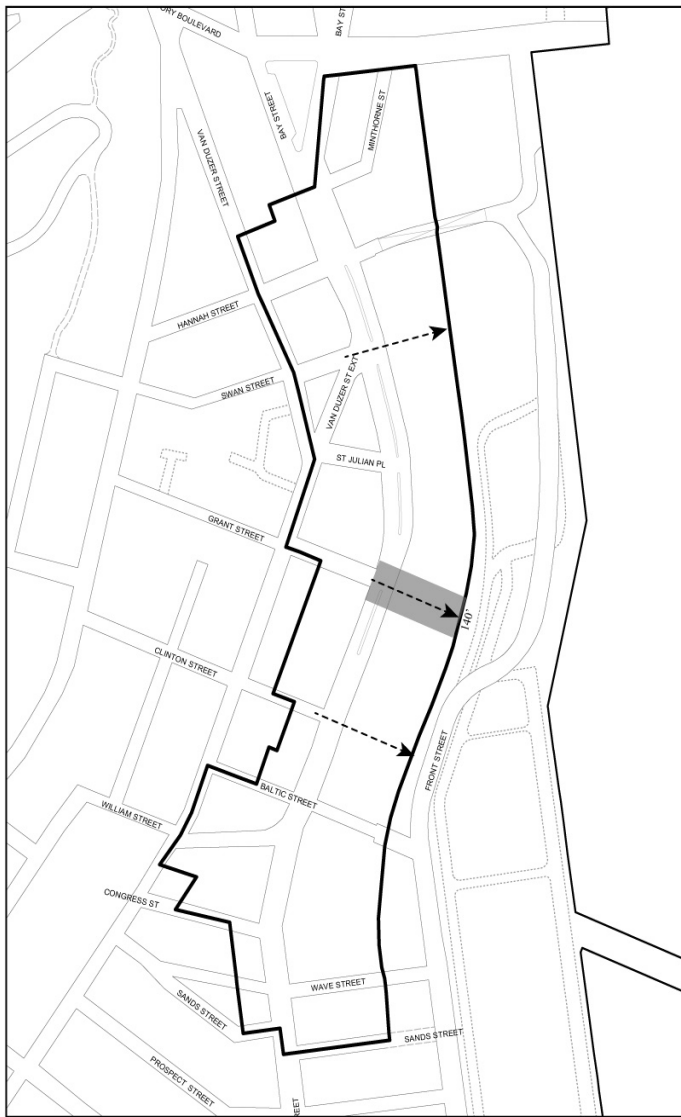 ORY BOULEVARD
BAY ST
BAY STREET
MINTHORNE ST
VAN DUZER STREET
HANNAH STREET
SWAN STREET
VAN DUZER ST EXT
ST JULIAN PL
GRANT STREET
140'
CLINTON STREET
FRONT STREET
BALTIC STREET
WILLIAM STREET
CONGRESS ST
WAVE STREET
SANDS STREET
SANDS STREET
PROSPECT STREET
REET